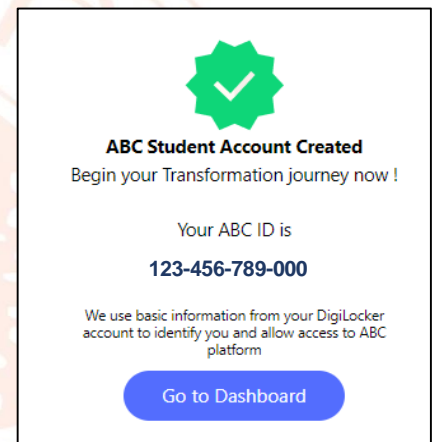 ABC Student Account Created
Begin your Transformation journey now !
Your ABC ID is
123-456-789-000
We use basic information from your DigiLocker
account to identify you and allow access to ABC
platform
Go to Dashboard